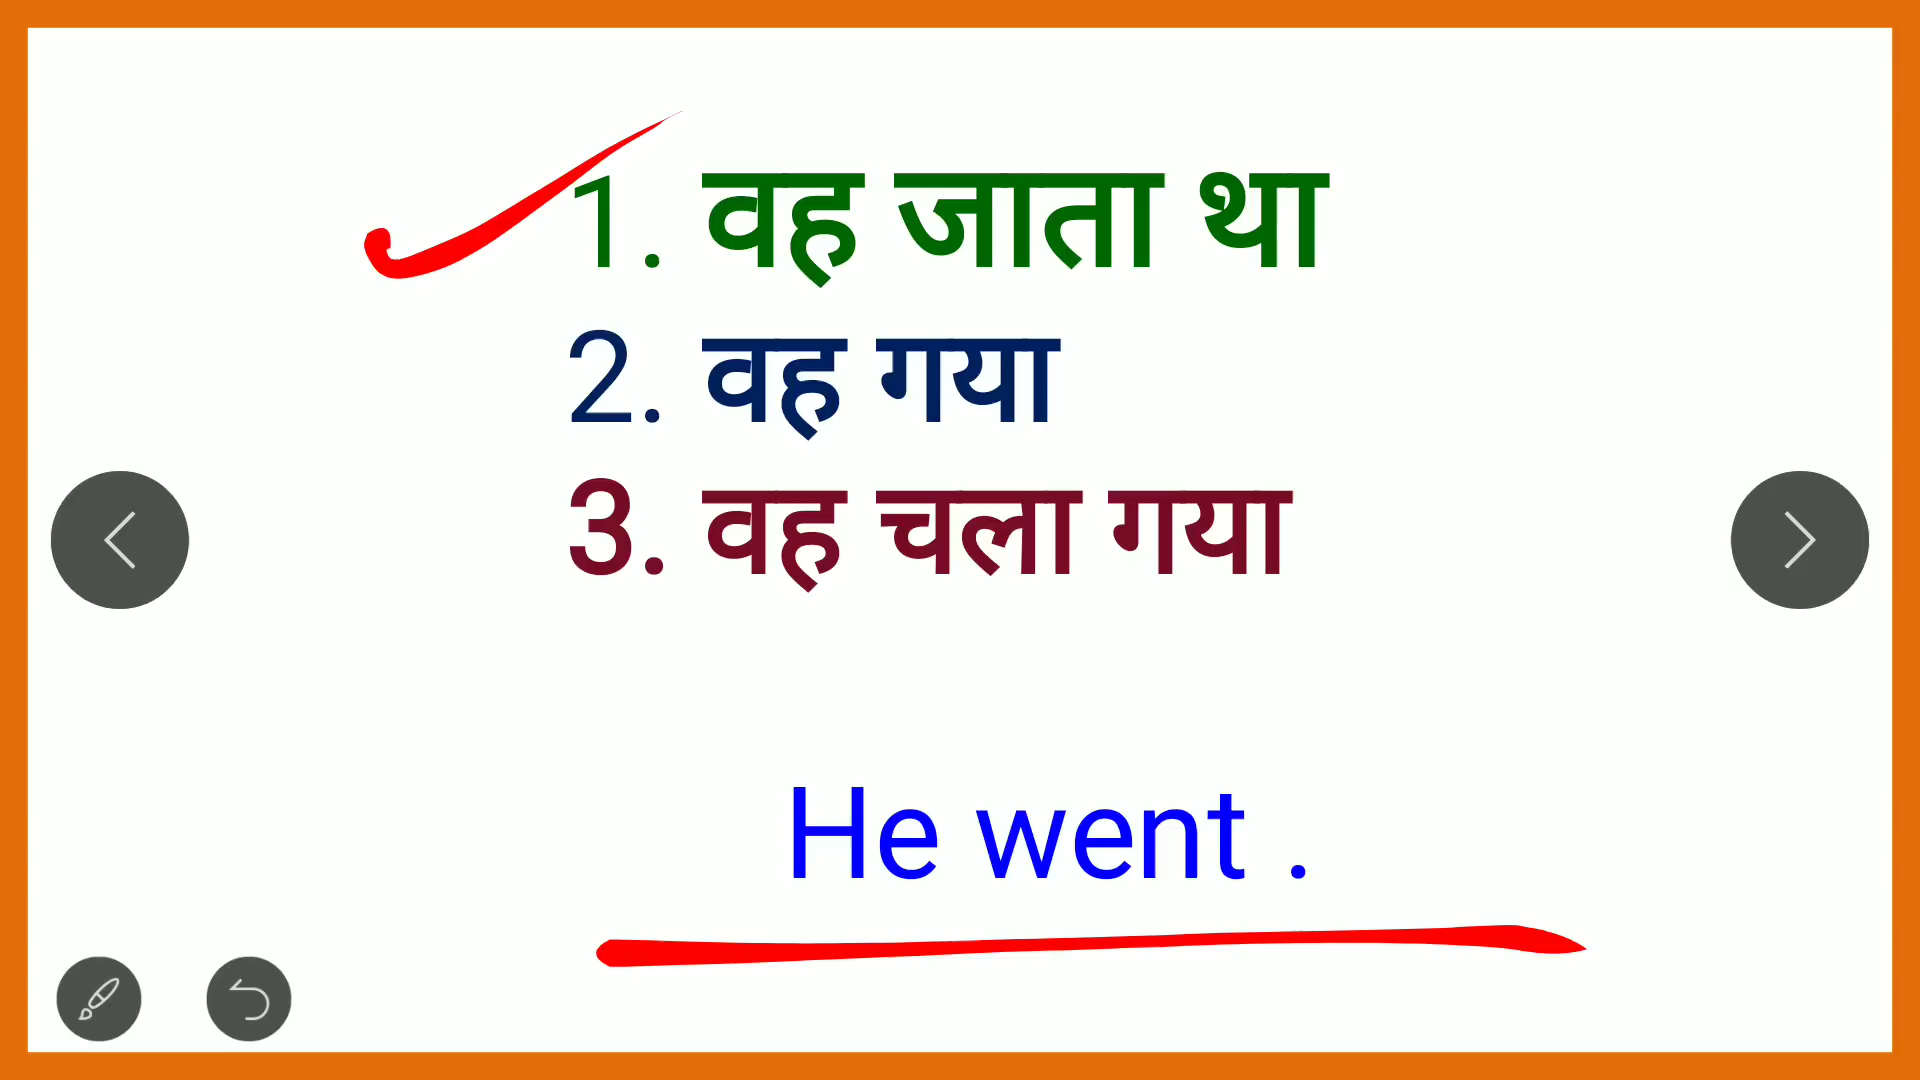 1. वह जाता था
2. वह गया
3. वह चला गया
He went .